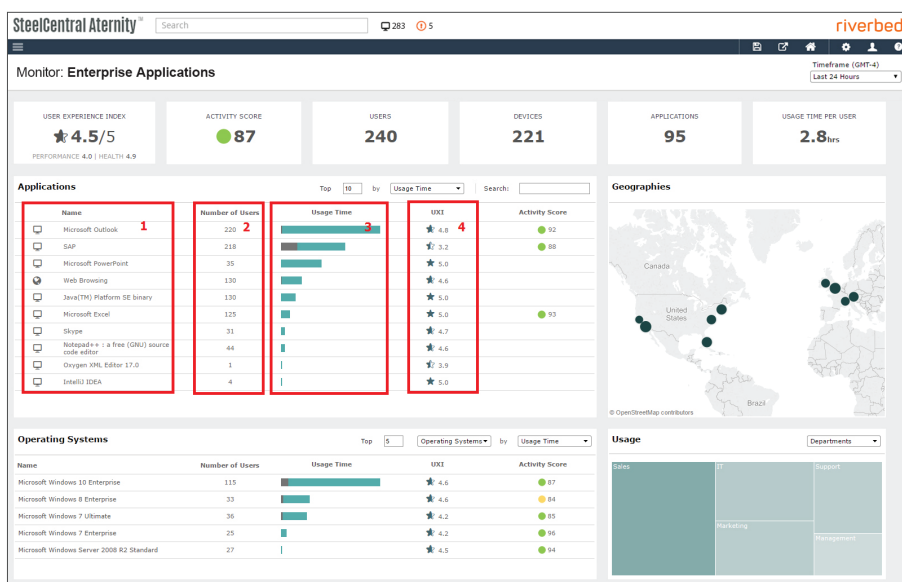 SteelCentral Aternity™
Search
283
5
riverbed
Monitor: Enterprise Applications
Timeframe (GMT-4)
Last 24 Hours
USER EXPERIENCE INDEX
4.5/5
PERFORMANCE 4.0 | HEALTH 4.9
ACTIVITY SCORE
87
USERS
240
DEVICES
221
APPLICATIONS
95
USAGE TIME PER USER
2.8hrs
Applications
Top 10 by Usage Time Search:
Name Number of Users Usage Time UXI Activity Score
1 2 3 4
Microsoft Outlook 220 4.8 92
SAP 218 3.2 88
Microsoft PowerPoint 35 5.0
Web Browsing 130 4.6
Java(TM) Platform SE binary 130 5.0
Microsoft Excel 125 5.0 93
Skype 31 4.7
Notepad++ : a free (GNU) source
code editor 44 4.6
Oxygen XML Editor 17.0 1 3.9
IntelliJ IDEA 4 5.0
Geographies
Canada
United
States
Brazil
© OpenStreetMap contributors
Operating Systems
Top 5 Operating Systems by Usage Time
Name Number of Users Usage Time UXI Activity Score
Microsoft Windows 10 Enterprise 115 4.6 87
Microsoft Windows 8 Enterprise 33 4.6 84
Microsoft Windows 7 Ultimate 36 4.2 85
Microsoft Windows 7 Enterprise 25 4.2 96
Microsoft Windows Server 2008 R2 Standard 27 4.5 94
Usage
Departments
Sales
IT
Support
Marketing
Management